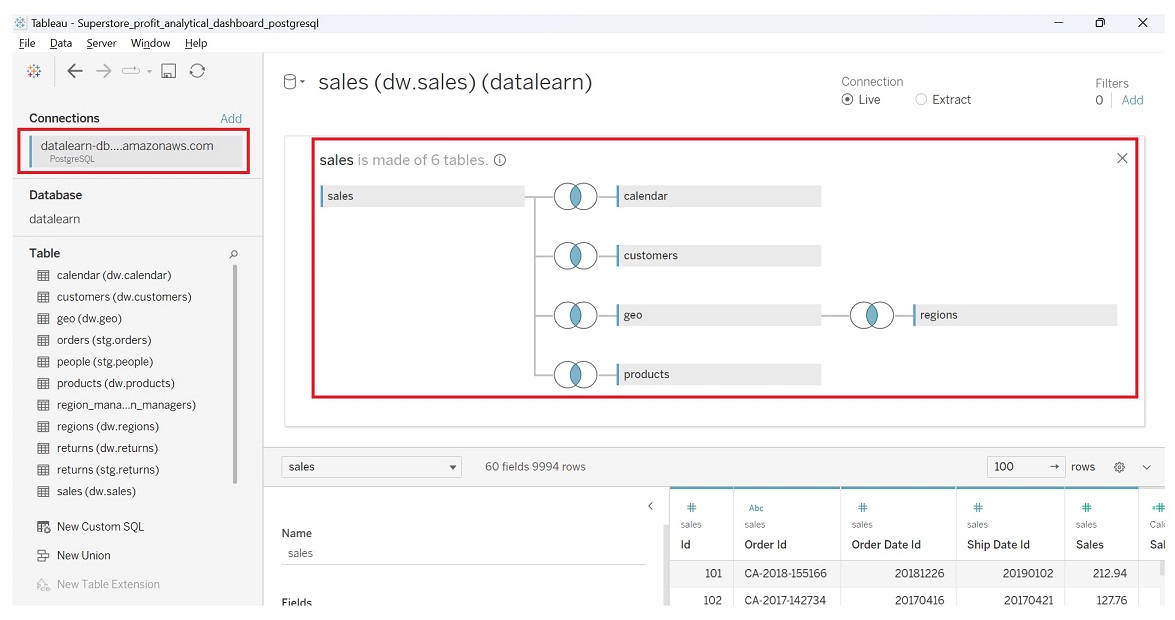 Tableau - Superstore_profit_analytical_dashboard_postgresql
File Data Server Window Help
Connections Add
datalearn-db....amazonaws.com
PostgreSQL
Database
datalearn
Table
calendar (dw.calendar)
customers (dw.customers)
geo (dw.geo)
orders (stg.orders)
people (stg.people)
products (dw.products)
region_mana...n_managers)
regions (dw.regions)
returns (dw.returns)
returns (stg.returns)
sales (dw.sales)
New Custom SQL
New Union
New Table Extension
sales (dw.sales) (datalearn)
Connection
Live Extract
Filters
0 Add
sales is made of 6 tables.
sales calendar
customers
geo regions
products
sales 60 fields 9994 rows 100 rows
Name
sales
Fields
# Abc # # # #
sales sales sales sales sales Calc
Id Order Id Order Date Id Ship Date Id Sales Sal
101 CA-2018-155166 20181226 20190102 212.94
102 CA-2017-142734 20170416 20170421 127.76